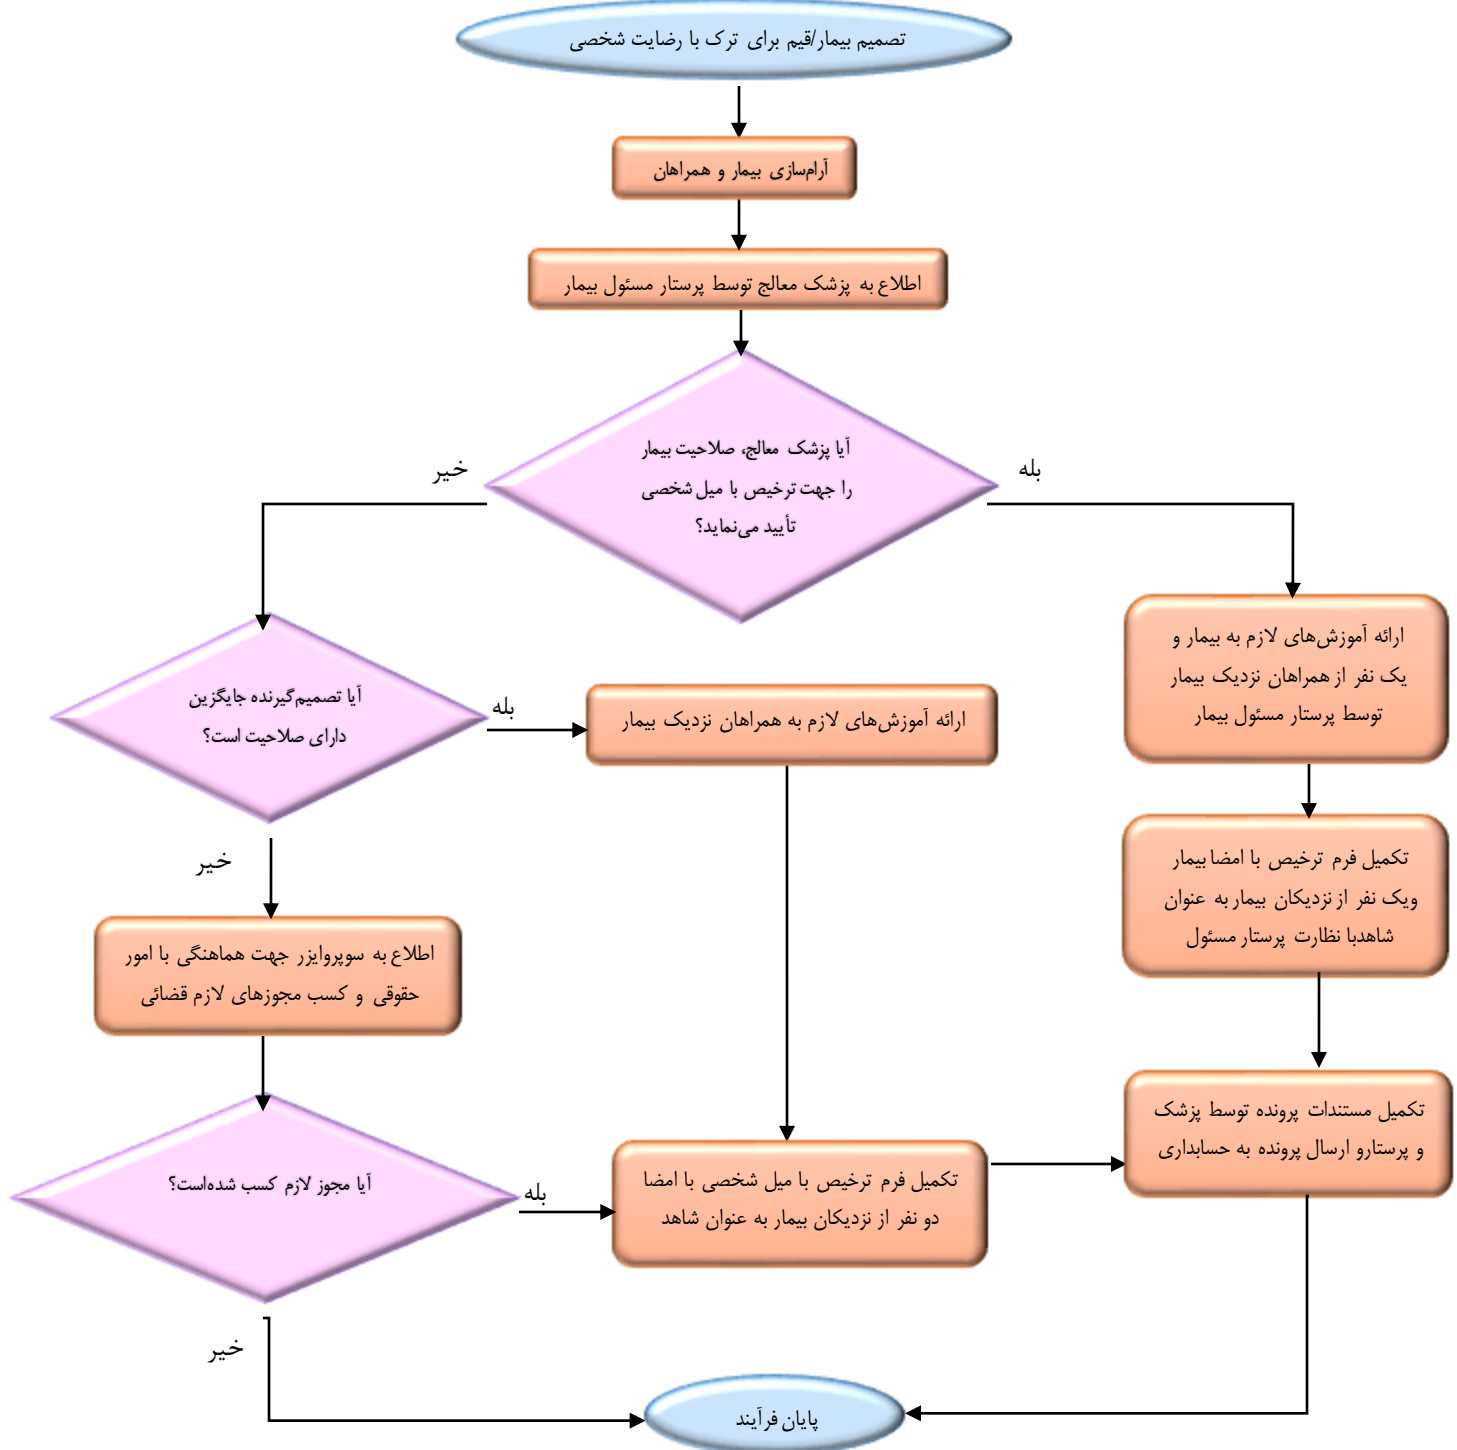 تصمیم بیمار/قیم برای ترک با رضایت شخصی
آرام‌سازی بیمار و همراهان
اطلاع به پزشک معالج توسط پرستار مسئول بیمار
آیا پزشک معالج، صلاحیت بیمار
را جهت ترخیص با میل شخصی
تأیید می‌نماید؟
بله
خیر
ارائه آموزش‌های لازم به بیمار و
یک نفر از همراهان نزدیک بیمار
توسط پرستار مسئول بیمار
آیا تصمیم‌گیرنده جایگزین
دارای صلاحیت است؟
بله
ارائه آموزش‌های لازم به همراهان نزدیک بیمار
خیر
تکمیل فرم ترخیص با امضا بیمار
ویک نفر از نزدیکان بیمار به عنوان
شاهدبا نظارت پرستار مسئول
اطلاع به سوپروایزر جهت هماهنگی با امور
حقوقی و کسب مجوزهای لازم قضائی
تکمیل مستندات پرونده توسط پزشک
و پرستارو ارسال پرونده به حسابداری
آیا مجوز لازم کسب شده‌است؟
بله
تکمیل فرم ترخیص با میل شخصی با امضا
دو نفر از نزدیکان بیمار به عنوان شاهد
خیر
پایان فرآیند